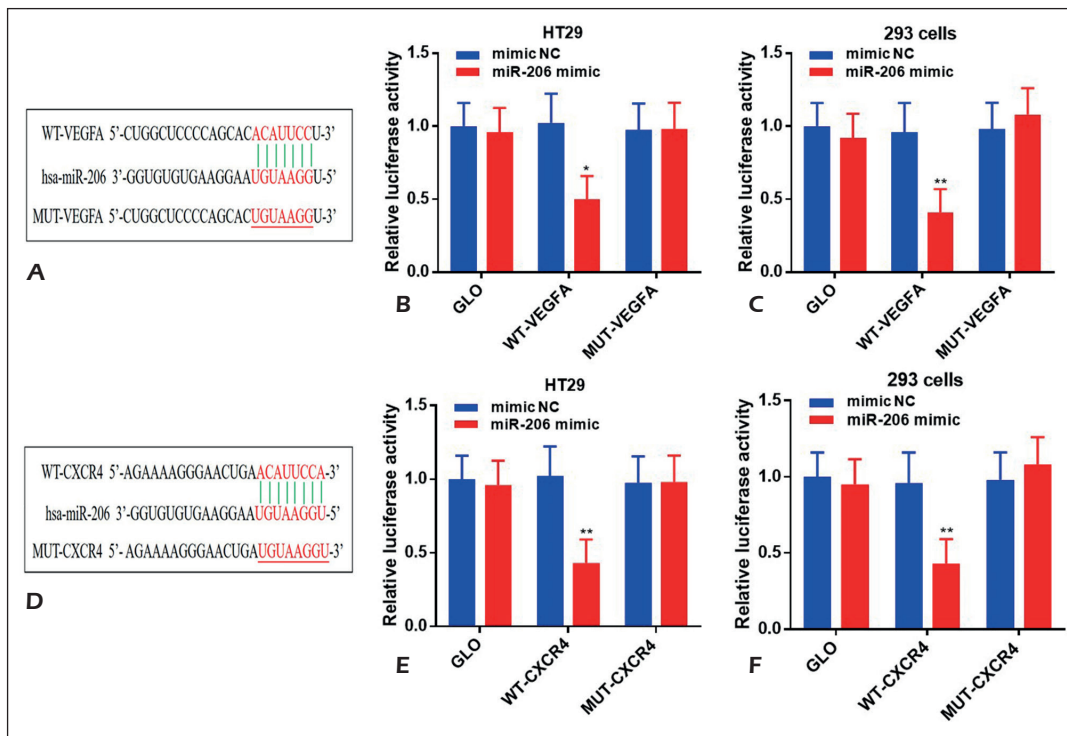 WT-VEGFA 5’-CUGGCUCCCCAGCACACAUUCCU-3’
hsa-miR-206 3’-GGUGUGUGAAGGAAUGUAAGGU-5’
MUT-VEGFA 5’-CUGGCUCCCCAGCACUGUAAGGU-3’
A
HT29
mimic NC
miR-206 mimic
Relative luciferase activity
1.5
1.0
0.5
0.0
*
GLO
WT-VEGFA
MUT-VEGFA
B
293 cells
mimic NC
miR-206 mimic
Relative luciferase activity
1.5
1.0
0.5
0.0
**
GLO
WT-VEGFA
MUT-VEGFA
C
WT-CXCR4 5’-AGAAAAGGGAACUGAACAUUCCA-3’
hsa-miR-206 3’-GGUGUGUGAAGGAAUGUAAGGU-5’
MUT-CXCR4 5’-AGAAAAGGGAACUGAUGUAAGGU-3’
D
HT29
mimic NC
miR-206 mimic
Relative luciferase activity
1.5
1.0
0.5
0.0
**
GLO
WT-CXCR4
MUT-CXCR4
E
293 cells
mimic NC
miR-206 mimic
Relative luciferase activity
1.5
1.0
0.5
0.0
**
GLO
WT-CXCR4
MUT-CXCR4
F